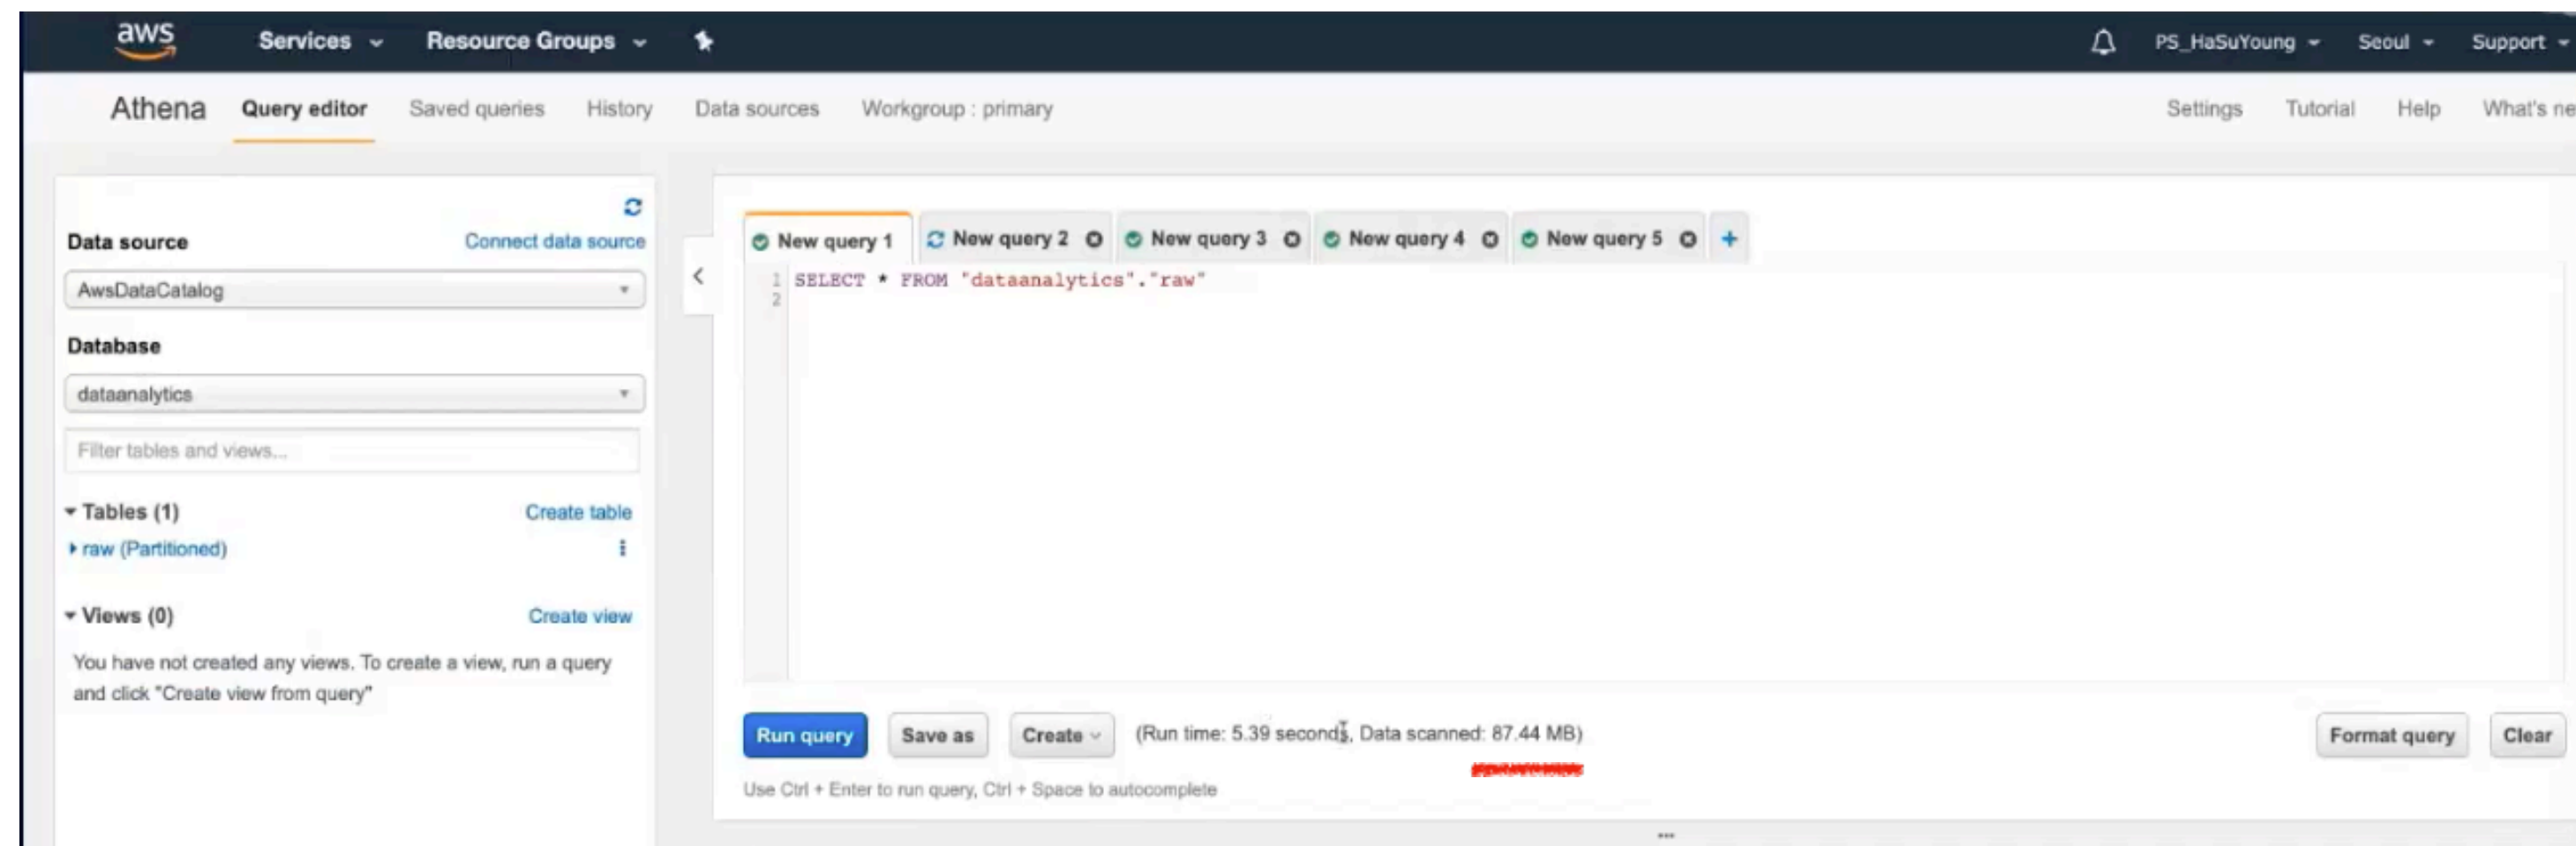 aws Services Resource Groups PS_HaSuYoung Seoul Support
Athena Query editor Saved queries History Data sources Workgroup : primary Settings Tutorial Help What's ne
Data source Connect data source
AwsDataCatalog
Database
dataanalytics
Filter tables and views...
Tables (1) Create table
raw (Partitioned)
Views (0) Create view
You have not created any views. To create a view, run a query
and click "Create view from query"
New query 1 New query 2 New query 3 New query 4 New query 5 +
1 SELECT * FROM "dataanalytics"."raw"
2
Run query Save as Create (Run time: 5.39 seconds, Data scanned: 87.44 MB) Format query Clear
Use Ctrl + Enter to run query, Ctrl + Space to autocomplete